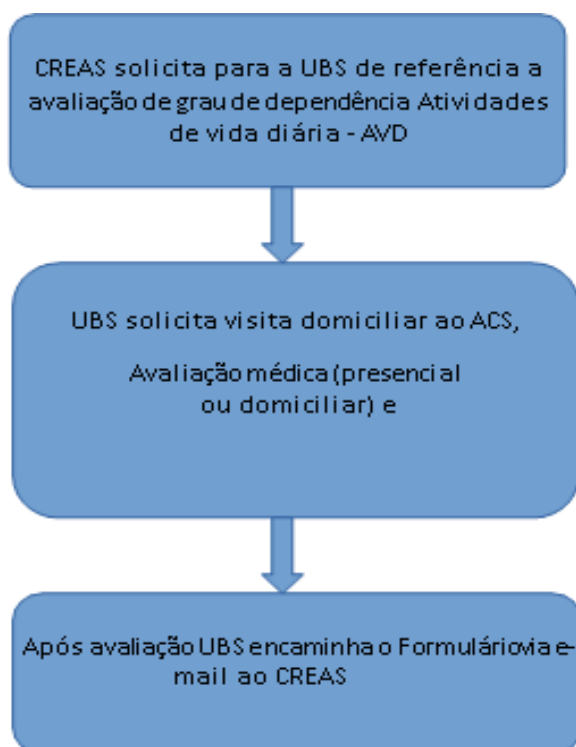 CREAS solicita para a UBS de referência a
avaliação de grau de dependência Atividades
de vida diária - AVD
UBS solicita visita domiciliar ao ACS,
Avaliação médica (presencial
ou domiciliar) e
Após avaliação UBS encaminha o Formulário via e-
mail ao CREAS